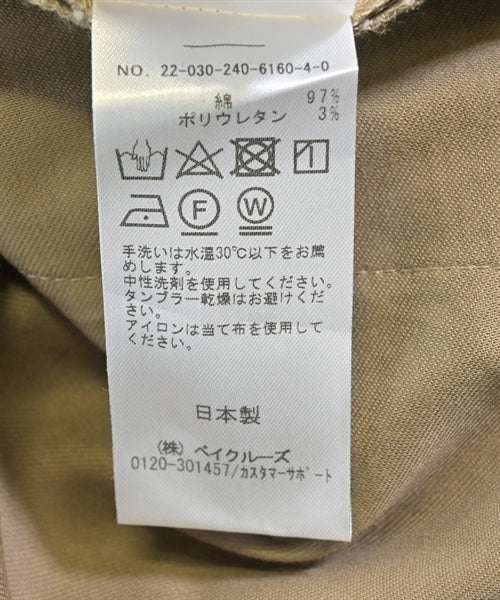 NO. 22-030-240-6160-4-0
綿 97%
ポリウレタン 3%
F W
手洗いは水温30℃以下をお薦
めします。
中性洗剤を使用してください。
タンブラー乾燥はお避けくだ
さい。
アイロンは当て布を使用して
ください。
日本製
(株) ベイクルーズ
0120-301457/カスタマーサポート